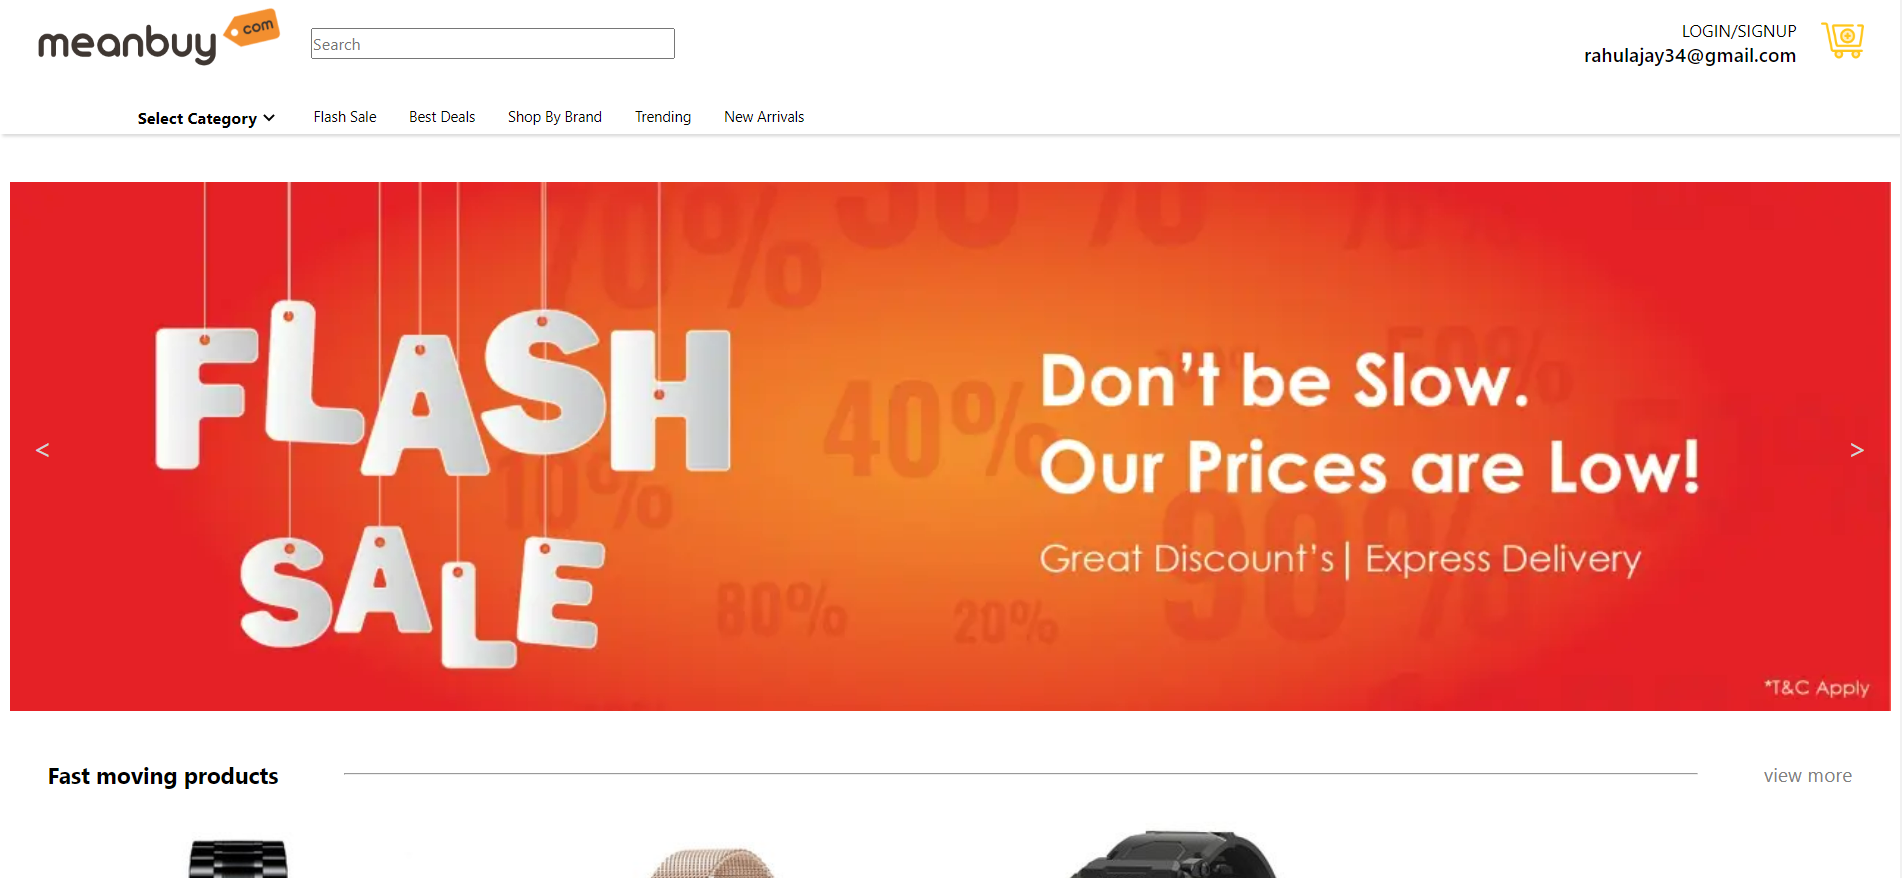 meanbuy .com
Search
LOGIN/SIGNUP
rahulajay34@gmail.com
Select Category
Flash Sale
Best Deals
Shop By Brand
Trending
New Arrivals
70%
40%
10%
80%
20%
90%
50%
FLASH
SALE
Don't be Slow.
Our Prices are Low!
Great Discount's | Express Delivery
*T&C Apply
<
>
Fast moving products
view more